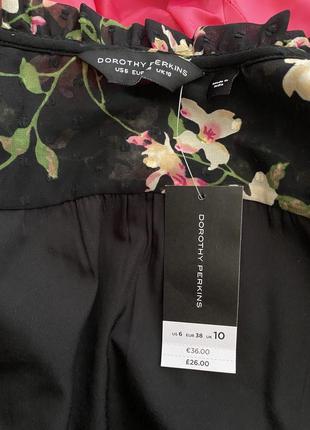 DOROTHY PERKINS
US6 EUR UK10
DOROTHY PERKINS
US 6 EUR 38 UK 10
€36.00
£26.00